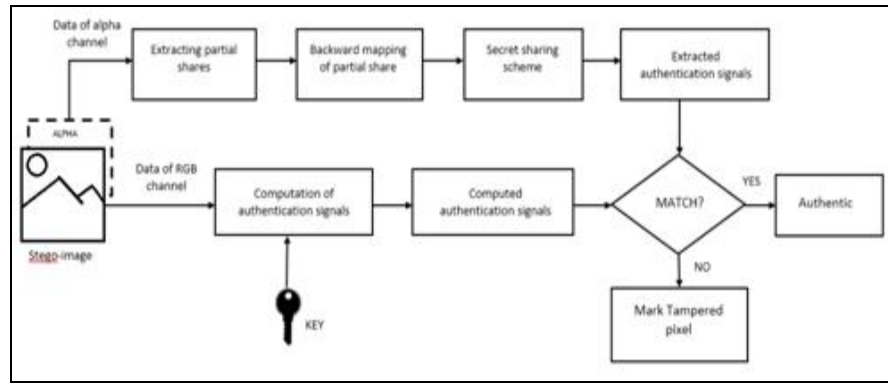 Data of alpha
channel
Extracting partial
shares
Backward mapping
of partial share
Secret sharing
scheme
Extracted
authentication signals
ALPHA
Data of RGB
channel
Computation of
authentication signals
Computed
authentication signals
MATCH?
YES
Authentic
Stego-image
NO
KEY
Mark Tampered
pixel